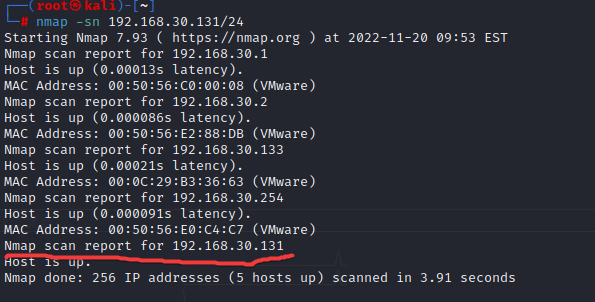 (root㉿kali)-[~]
# nmap -sn 192.168.30.131/24
Starting Nmap 7.93 ( https://nmap.org ) at 2022-11-20 09:53 EST
Nmap scan report for 192.168.30.1
Host is up (0.00013s latency).
MAC Address: 00:50:56:C0:00:08 (VMware)
Nmap scan report for 192.168.30.2
Host is up (0.000086s latency).
MAC Address: 00:50:56:E2:88:DB (VMware)
Nmap scan report for 192.168.30.133
Host is up (0.00021s latency).
MAC Address: 00:0C:29:B3:36:63 (VMware)
Nmap scan report for 192.168.30.254
Host is up (0.000091s latency).
MAC Address: 00:50:56:E0:C4:C7 (VMware)
Nmap scan report for 192.168.30.131
Host is up.
Nmap done: 256 IP addresses (5 hosts up) scanned in 3.91 seconds